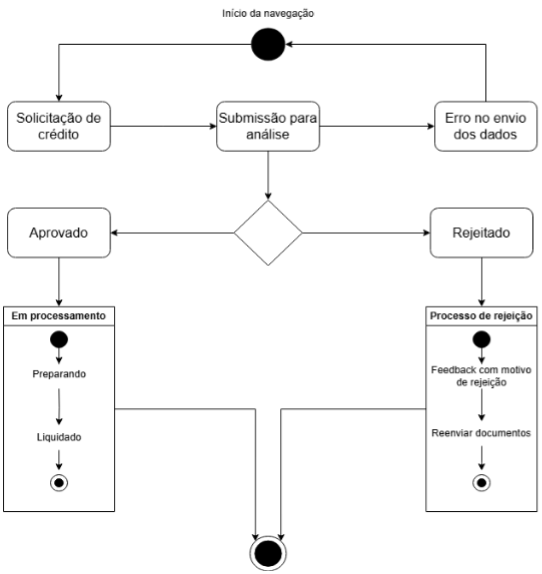 Início da navegação
Solicitação de
crédito
Submissão para
análise
Erro no envio
dos dados
Aprovado
Rejeitado
Em processamento
Preparando
Liquidado
Processo de rejeição
Feedback com motivo
de rejeição
Reenviar documentos